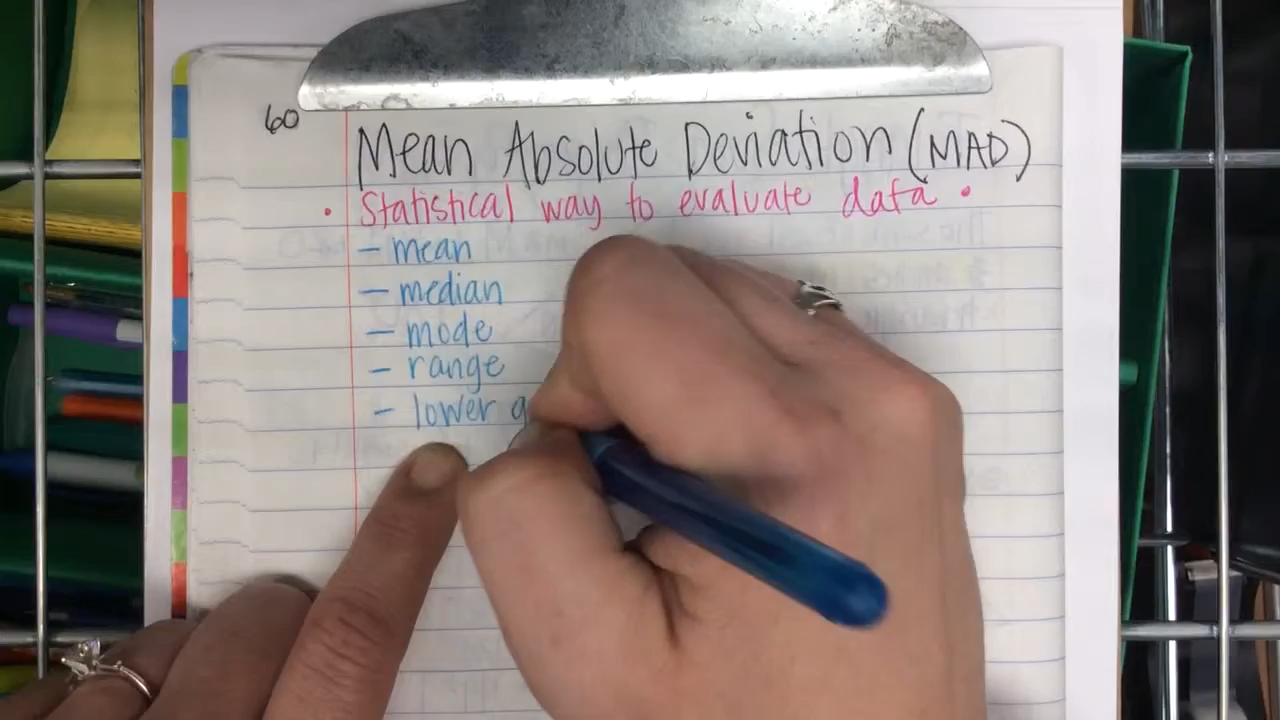 60
Mean Absolute Deviation (MAD)
• Statistical way to evaluate data •
- mean
- median
- mode
- range
- lower